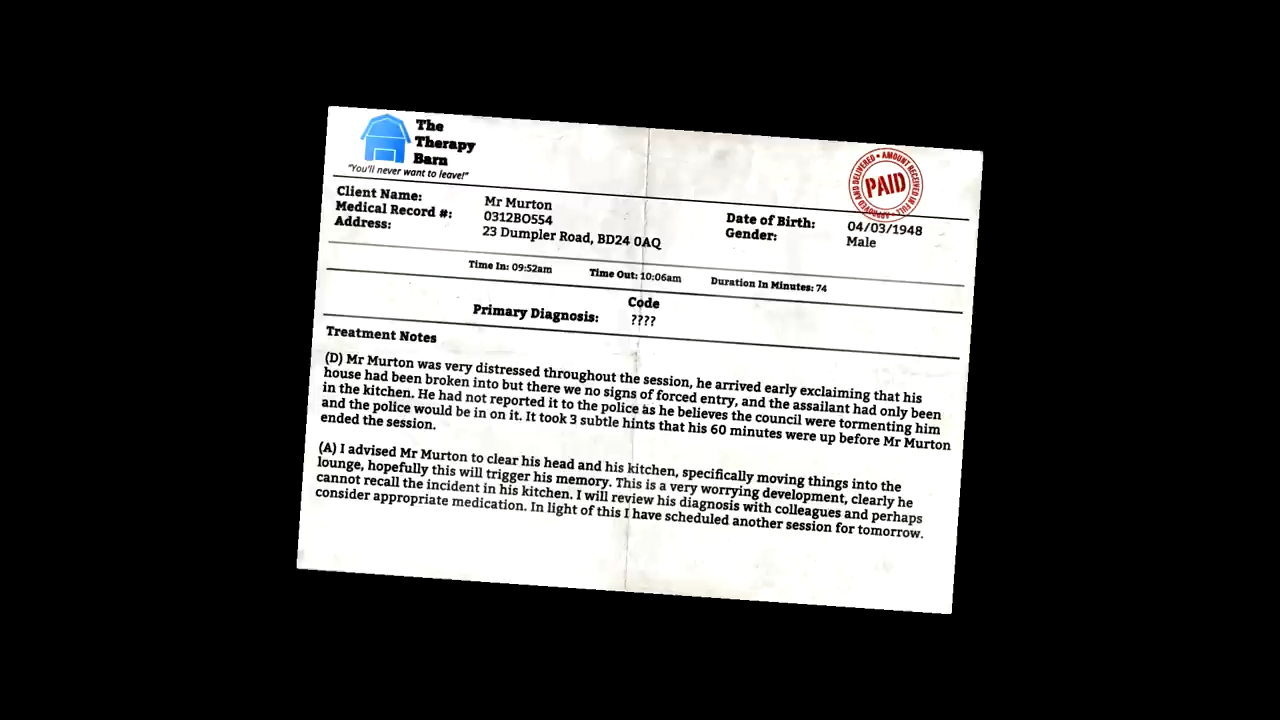 The
Therapy
Barn
"You'll never want to leave!"
AND DELIVERED • AMOUNT RECEIVED IN FULL
PAID
Client Name: Mr Murton
Medical Record #: 0312BO554
Address: 23 Dumpler Road, BD24 0AQ
Date of Birth: 04/03/1948
Gender: Male
Time In: 09:52am Time Out: 10:06am Duration In Minutes: 74
Code
Primary Diagnosis: ????
Treatment Notes
(D) Mr Murton was very distressed throughout the session, he arrived early exclaiming that his
house had been broken into but there we no signs of forced entry, and the assailant had only been
in the kitchen. He had not reported it to the police as he believes the council were tormenting him
and the police would be in on it. It took 3 subtle hints that his 60 minutes were up before Mr Murton
ended the session.
(A) I advised Mr Murton to clear his head and his kitchen, specifically moving things into the
lounge, hopefully this will trigger his memory. This is a very worrying development, clearly he
cannot recall the incident in his kitchen. I will review his diagnosis with colleagues and perhaps
consider appropriate medication. In light of this I have scheduled another session for tomorrow.